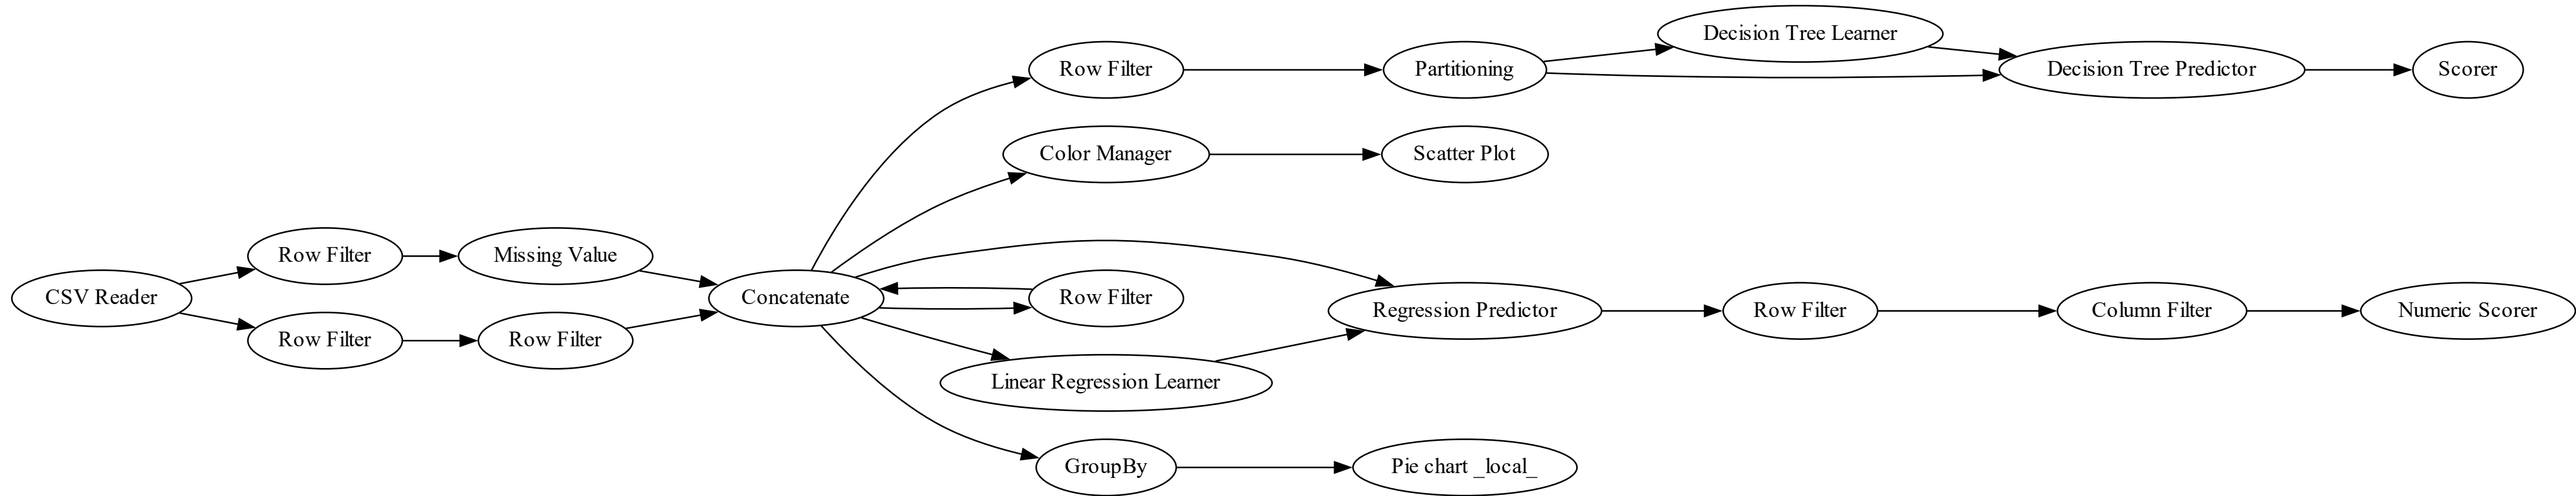 Decision Tree Learner
Row Filter
Partitioning
Decision Tree Predictor
Scorer
Color Manager
Scatter Plot
Row Filter
Missing Value
CSV Reader
Concatenate
Row Filter
Regression Predictor
Row Filter
Column Filter
Numeric Scorer
Row Filter
Row Filter
Linear Regression Learner
GroupBy
Pie chart _local_